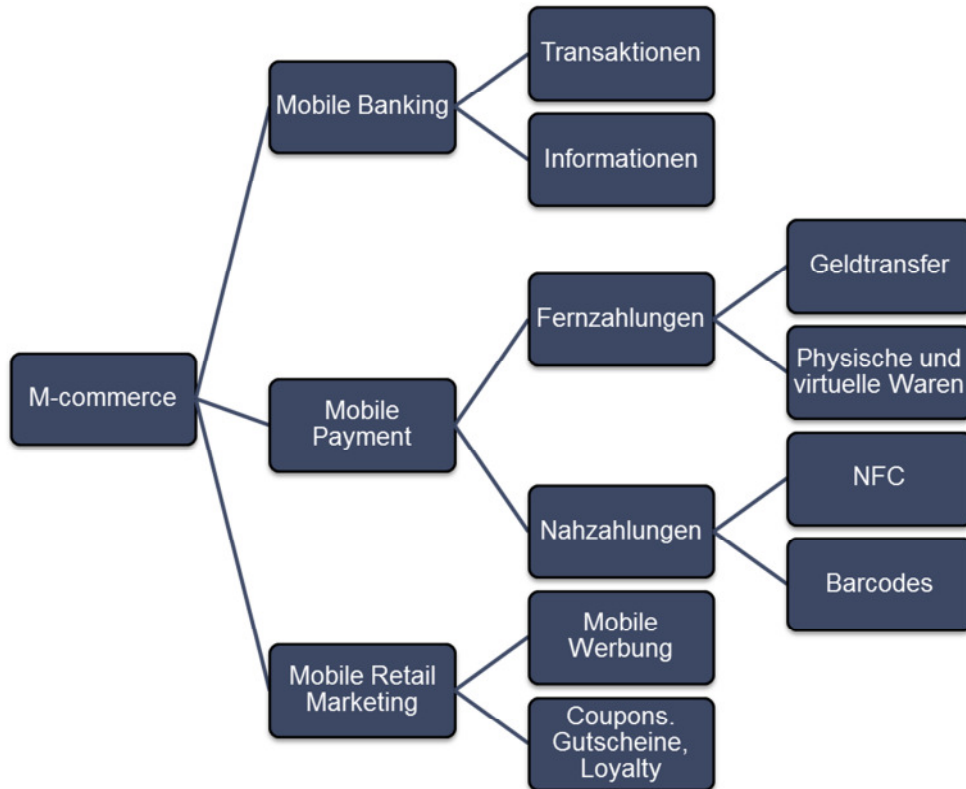 Transaktionen
Mobile Banking
Informationen
Geldtransfer
Fernzahlungen
Physische und
virtuelle Waren
M-commerce
Mobile
Payment
NFC
Nahzahlungen
Barcodes
Mobile
Werbung
Mobile Retail
Marketing
Coupons.
Gutscheine,
Loyalty